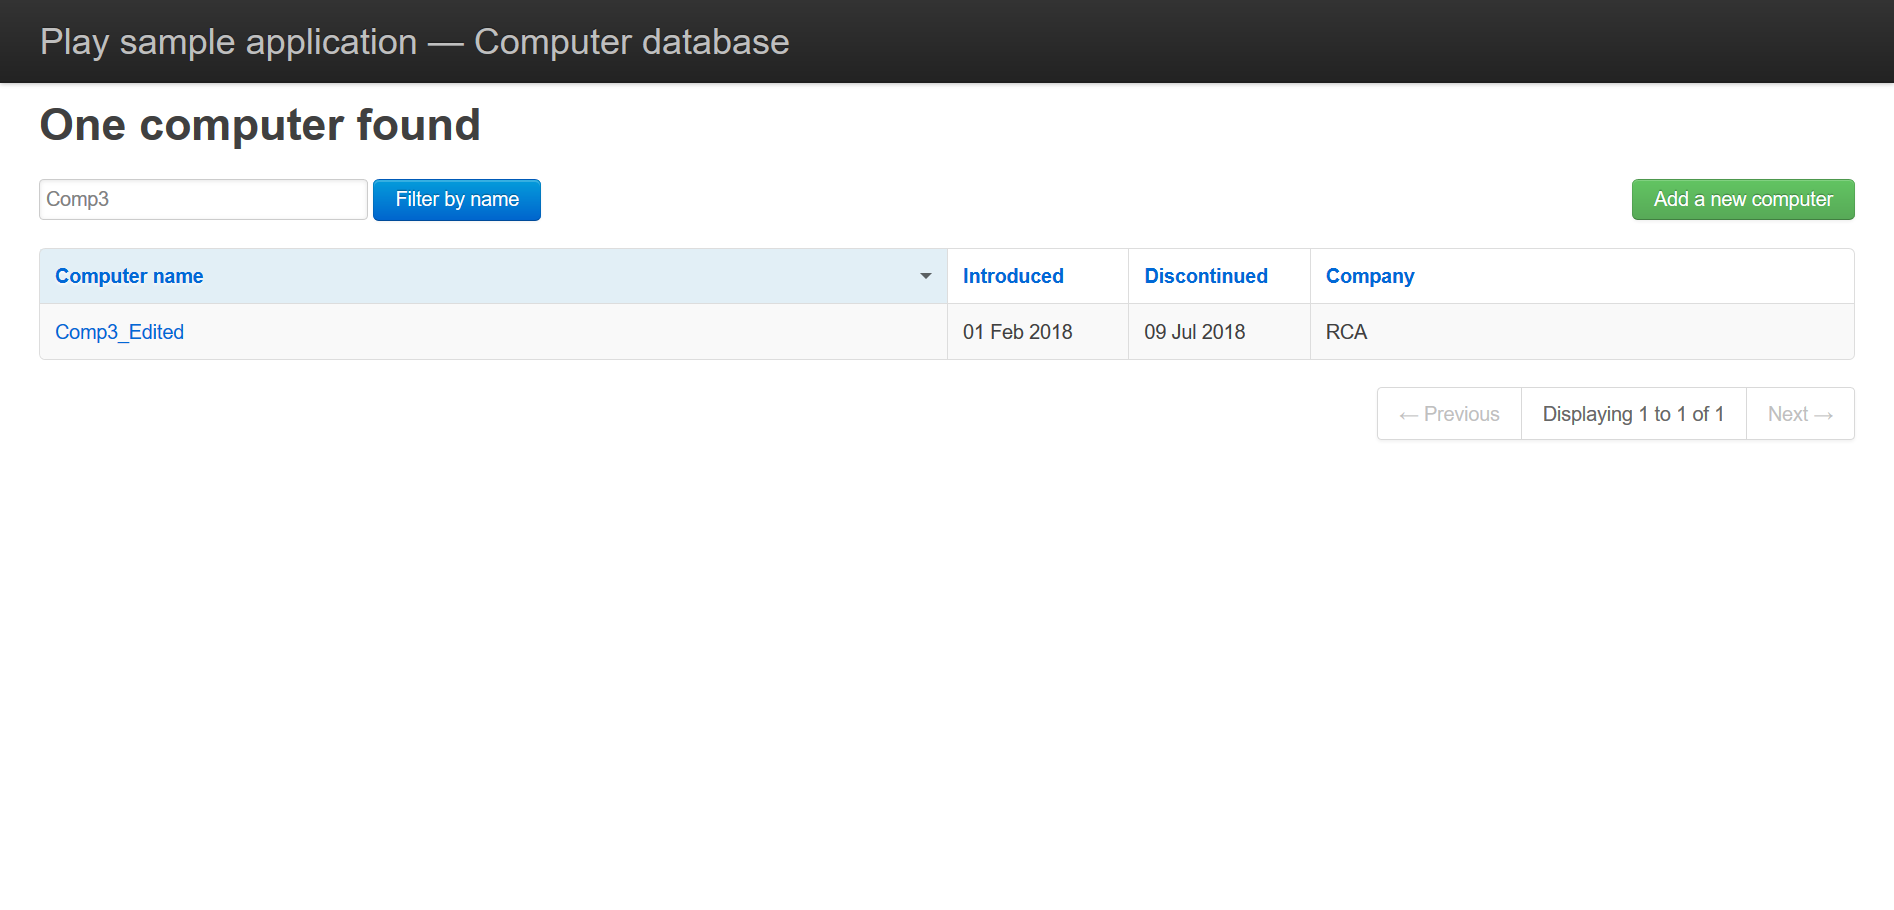 Play sample application — Computer database
One computer found
Comp3 Filter by name Add a new computer
Computer name Introduced Discontinued Company
Comp3_Edited 01 Feb 2018 09 Jul 2018 RCA
← Previous Displaying 1 to 1 of 1 Next →